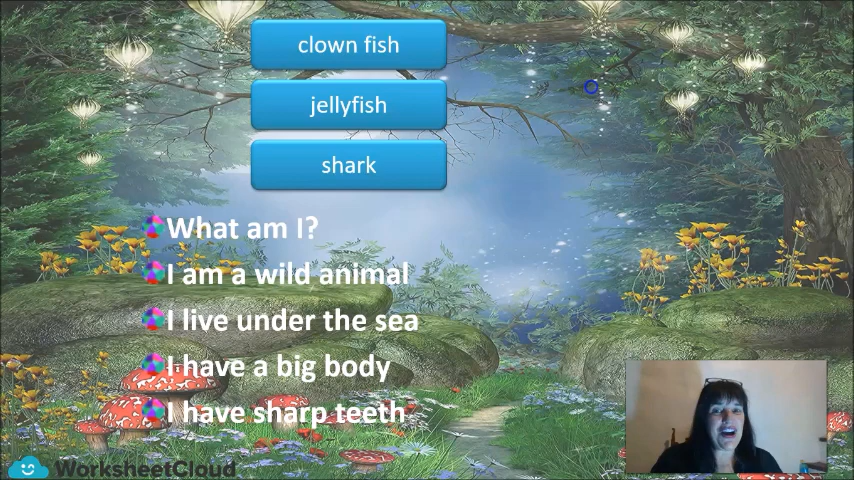 clown fish
jellyfish
shark
What am I?
I am a wild animal
I live under the sea
I have a big body
I have sharp teeth
WorksheetCloud